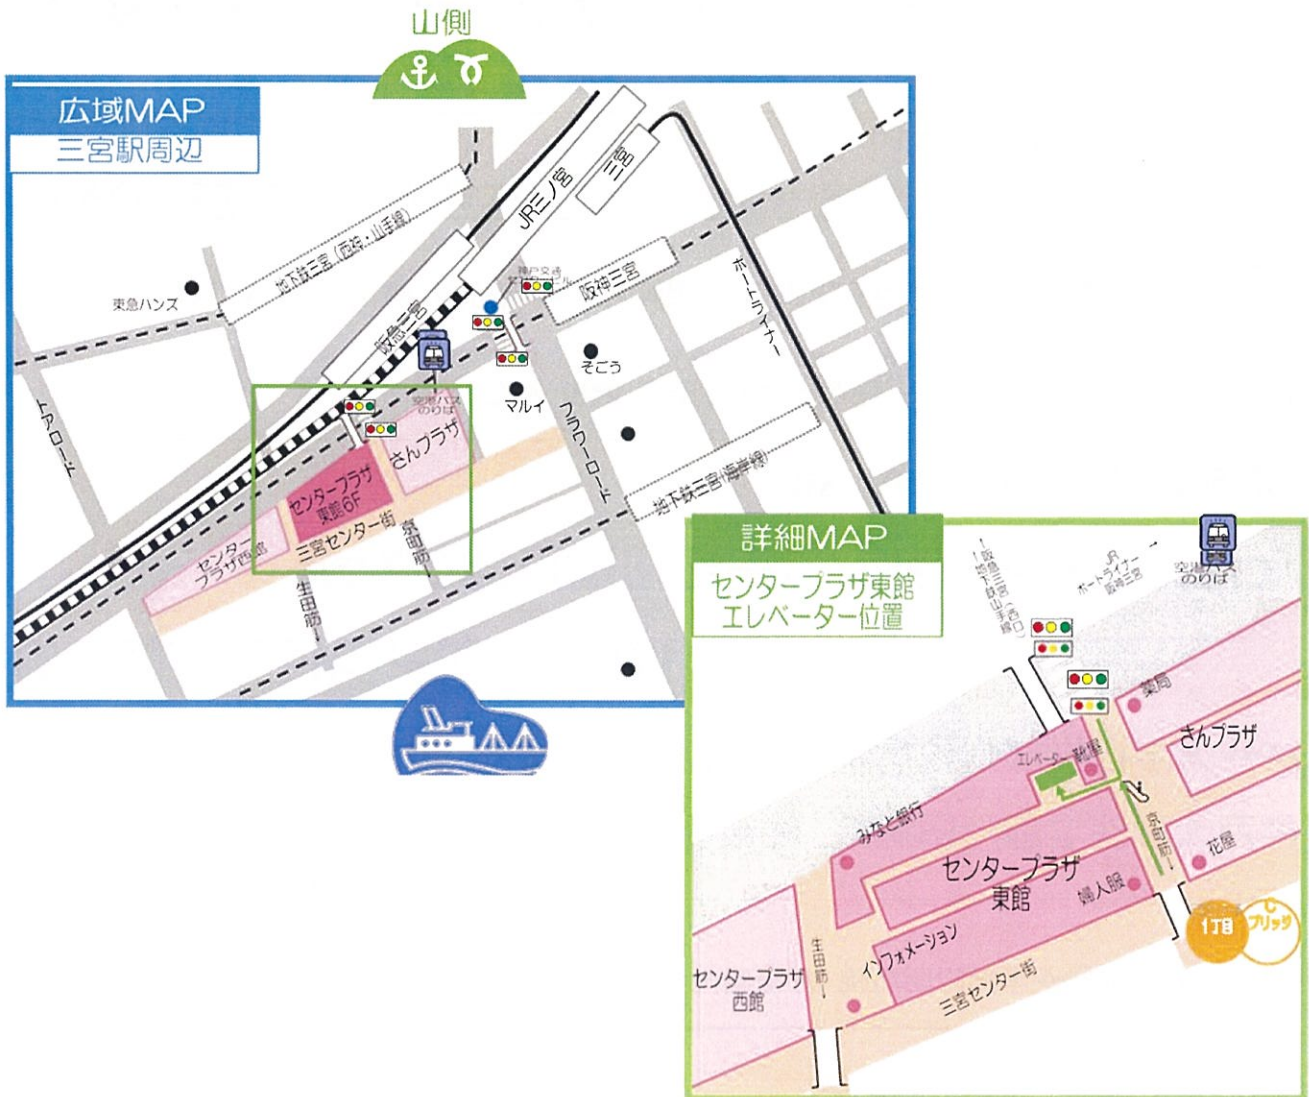 山側
広域MAP
三宮駅周辺
地下鉄三宮(西神・山手線)
JR三ノ宮
三宮
東急ハンズ
阪急三宮
神戸交通
阪神三宮
ポートライナー
そごう
マルイ
空港バス
のりば
トアロード
さんプラザ
フラワーロード
センタープラザ
東館6F
地下鉄三宮(海岸線)
三宮センター街
京町筋→
センター
プラザ西館
生田筋→
詳細MAP
センタープラザ東館
エレベーター位置
←阪急三宮(西口)
←地下鉄山手線
JR →
ポートライナー
阪神三宮
空港バス
のりば
薬局
さんプラザ
エレベーター
靴屋
みなと銀行
京町筋→
花屋
センタープラザ
東館
婦人服
1丁目
じ
ブリッジ
インフォメーション
生田筋→
センタープラザ
西館
三宮センター街